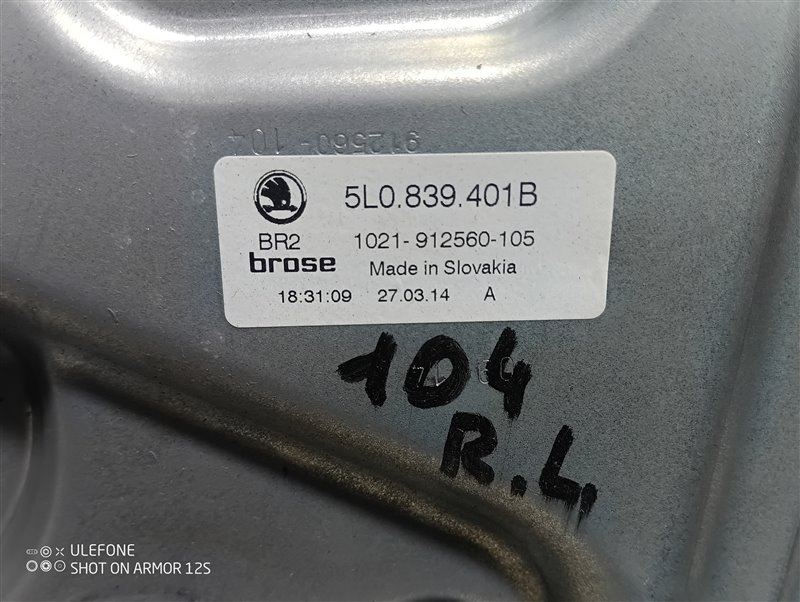 912560-104
5L0.839.401B
BR2 1021-912560-105
brose Made in Slovakia
18:31:09 27.03.14 A
104
R.L.
ULEFONE
SHOT ON ARMOR 12S